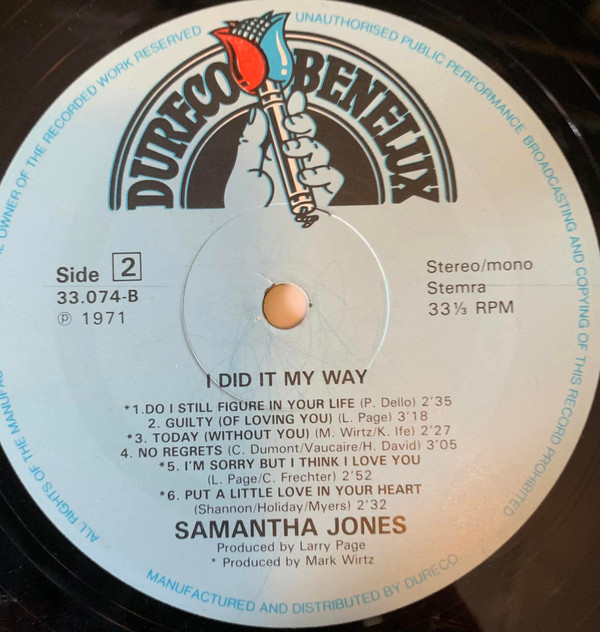 DURECO BENELUX
ALL RIGHTS OF THE MANUFAC
OWNER OF THE RECORDED WORK RESERVED
UNAUTHORISED PUBLIC PERFORMANCE BROADCASTING AND COPYING OF THIS RECORD PROHIBITED
Side 2
33.074-B
℗ 1971
Stereo/mono
Stemra
33⅓ RPM
I DID IT MY WAY
*1.DO I STILL FIGURE IN YOUR LIFE (P. Dello) 2'35
2. GUILTY (OF LOVING YOU) (L. Page) 3'18
*3. TODAY (WITHOUT YOU) (M. Wirtz/K. Ife) 2'27
4. NO REGRETS (C. Dumont/Vaucaire/H. David) 3'05
*5. I'M SORRY BUT I THINK I LOVE YOU
(L. Page/C. Frechter) 2'52
*6. PUT A LITTLE LOVE IN YOUR HEART
(Shannon/Holiday/Myers) 2'32
SAMANTHA JONES
Produced by Larry Page
* Produced by Mark Wirtz
MANUFACTURED AND DISTRIBUTED BY DURECO